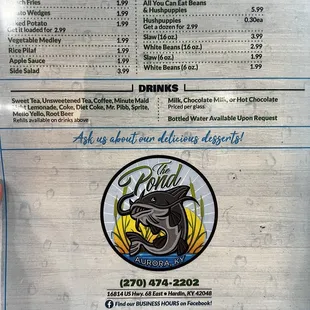 Fries 1.99
Wedges 1.99
Potato 1.99
Get it loaded for 2.99
Vegetable Medley 1.99
Rice Pilaf 1.99
Apple Sauce 1.99
Side Salad 3.99
All You Can Eat Beans
& Hushpuppies 5.99
Hushpuppies 0.30ea
Get a dozen for 2.99
Slaw (16 oz.) 3.99
White Beans (16 oz.) 2.99
Slaw (6 oz.) 1.99
White Beans (6 oz.) 1.99
DRINKS
Sweet Tea, Unsweetened Tea, Coffee, Minute Maid
Light Lemonade, Coke, Diet Coke, Mr. Pibb, Sprite,
Mello Yello, Root Beer
Refills available on drinks above
Milk, Chocolate Milk, or Hot Chocolate
Priced per glass
Bottled Water Available Upon Request
Ask us about our delicious desserts!
The
Pond
AURORA, KY
(270) 474-2202
16814 US Hwy. 68 East • Hardin, KY 42048
Find our BUSINESS HOURS on Facebook!